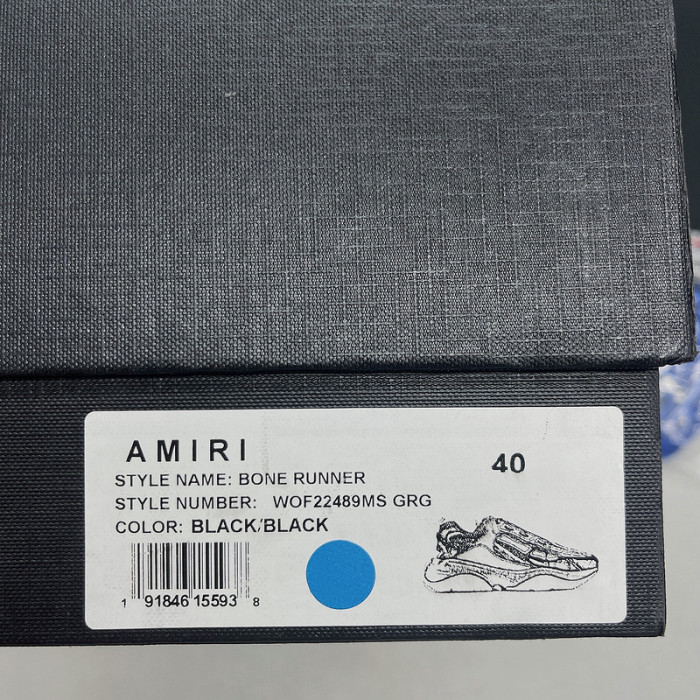 AMIRI
40
STYLE NAME: BONE RUNNER
STYLE NUMBER: WOF22489MS GRG
COLOR: BLACK/BLACK
1 91846 15593 8